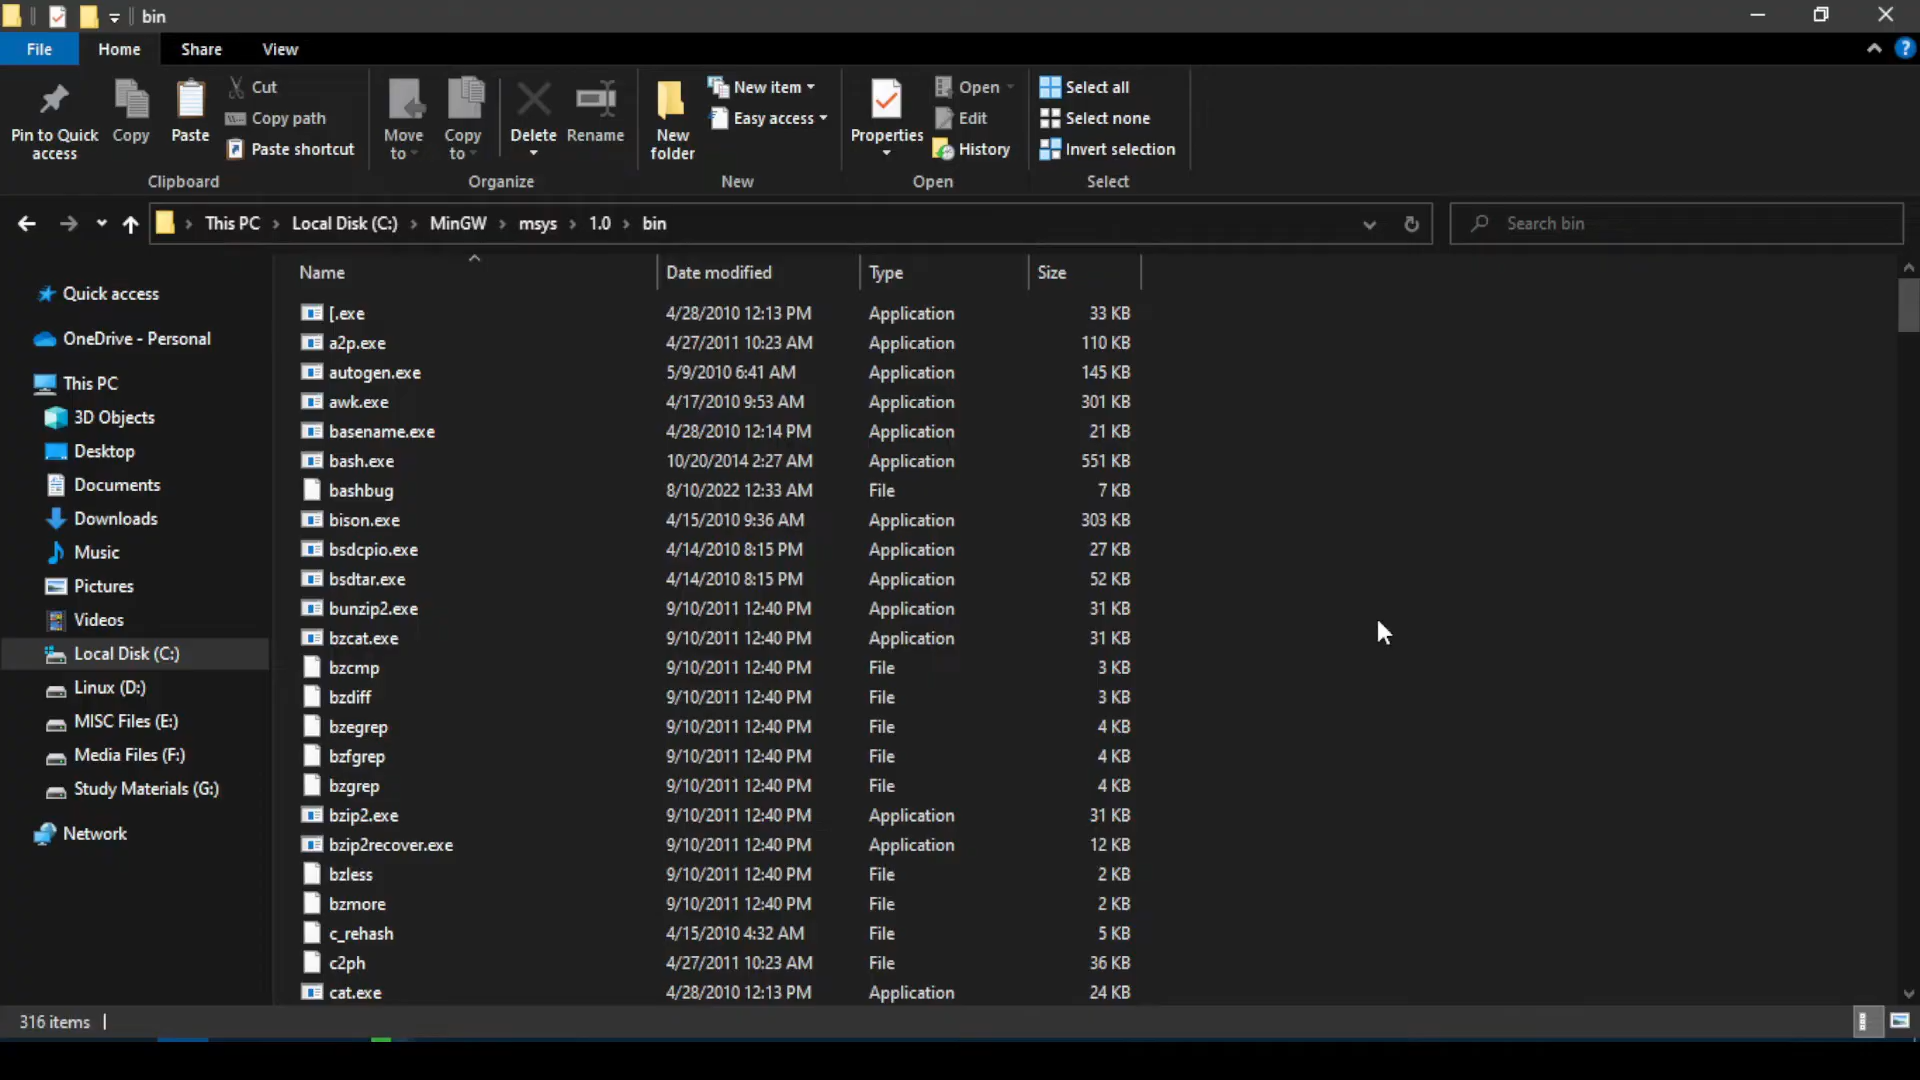 bin
File Home Share View
Pin to Quick access
Copy
Paste
Cut
Copy path
Paste shortcut
Clipboard
Move to
Copy to
Delete
Rename
Organize
New folder
New item
Easy access
New
Properties
Open
Edit
History
Open
Select all
Select none
Invert selection
Select
This PC Local Disk (C:) MinGW msys 1.0 bin
Search bin
Quick access
OneDrive - Personal
This PC
3D Objects
Desktop
Documents
Downloads
Music
Pictures
Videos
Local Disk (C:)
Linux (D:)
MISC Files (E:)
Media Files (F:)
Study Materials (G:)
Network
Name Date modified Type Size
[.exe 4/28/2010 12:13 PM Application 33 KB
a2p.exe 4/27/2011 10:23 AM Application 110 KB
autogen.exe 5/9/2010 6:41 AM Application 145 KB
awk.exe 4/17/2010 9:53 AM Application 301 KB
basename.exe 4/28/2010 12:14 PM Application 21 KB
bash.exe 10/20/2014 2:27 AM Application 551 KB
bashbug 8/10/2022 12:33 AM File 7 KB
bison.exe 4/15/2010 9:36 AM Application 303 KB
bsdcpio.exe 4/14/2010 8:15 PM Application 27 KB
bsdtar.exe 4/14/2010 8:15 PM Application 52 KB
bunzip2.exe 9/10/2011 12:40 PM Application 31 KB
bzcat.exe 9/10/2011 12:40 PM Application 31 KB
bzcmp 9/10/2011 12:40 PM File 3 KB
bzdiff 9/10/2011 12:40 PM File 3 KB
bzegrep 9/10/2011 12:40 PM File 4 KB
bzfgrep 9/10/2011 12:40 PM File 4 KB
bzgrep 9/10/2011 12:40 PM File 4 KB
bzip2.exe 9/10/2011 12:40 PM Application 31 KB
bzip2recover.exe 9/10/2011 12:40 PM Application 12 KB
bzless 9/10/2011 12:40 PM File 2 KB
bzmore 9/10/2011 12:40 PM File 2 KB
c_rehash 4/15/2010 4:32 AM File 5 KB
c2ph 4/27/2011 10:23 AM File 36 KB
cat.exe 4/28/2010 12:13 PM Application 24 KB
316 items